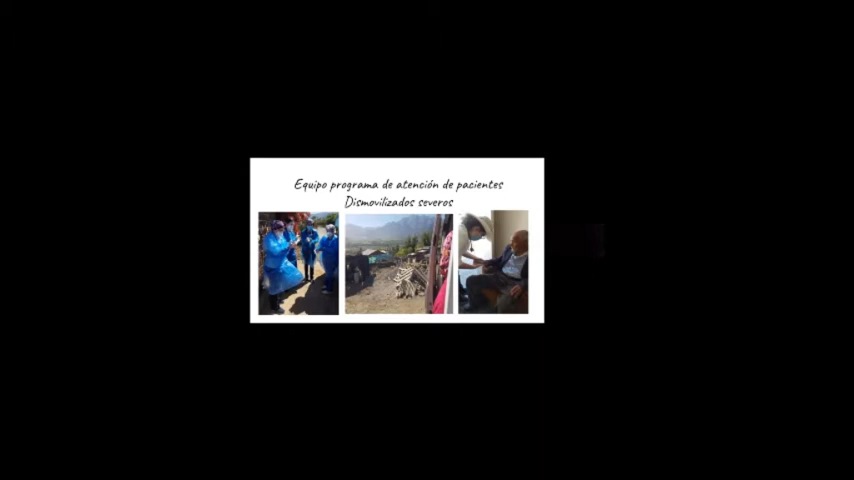 Equipo programa de atención de pacientes
Dismovilizados severos